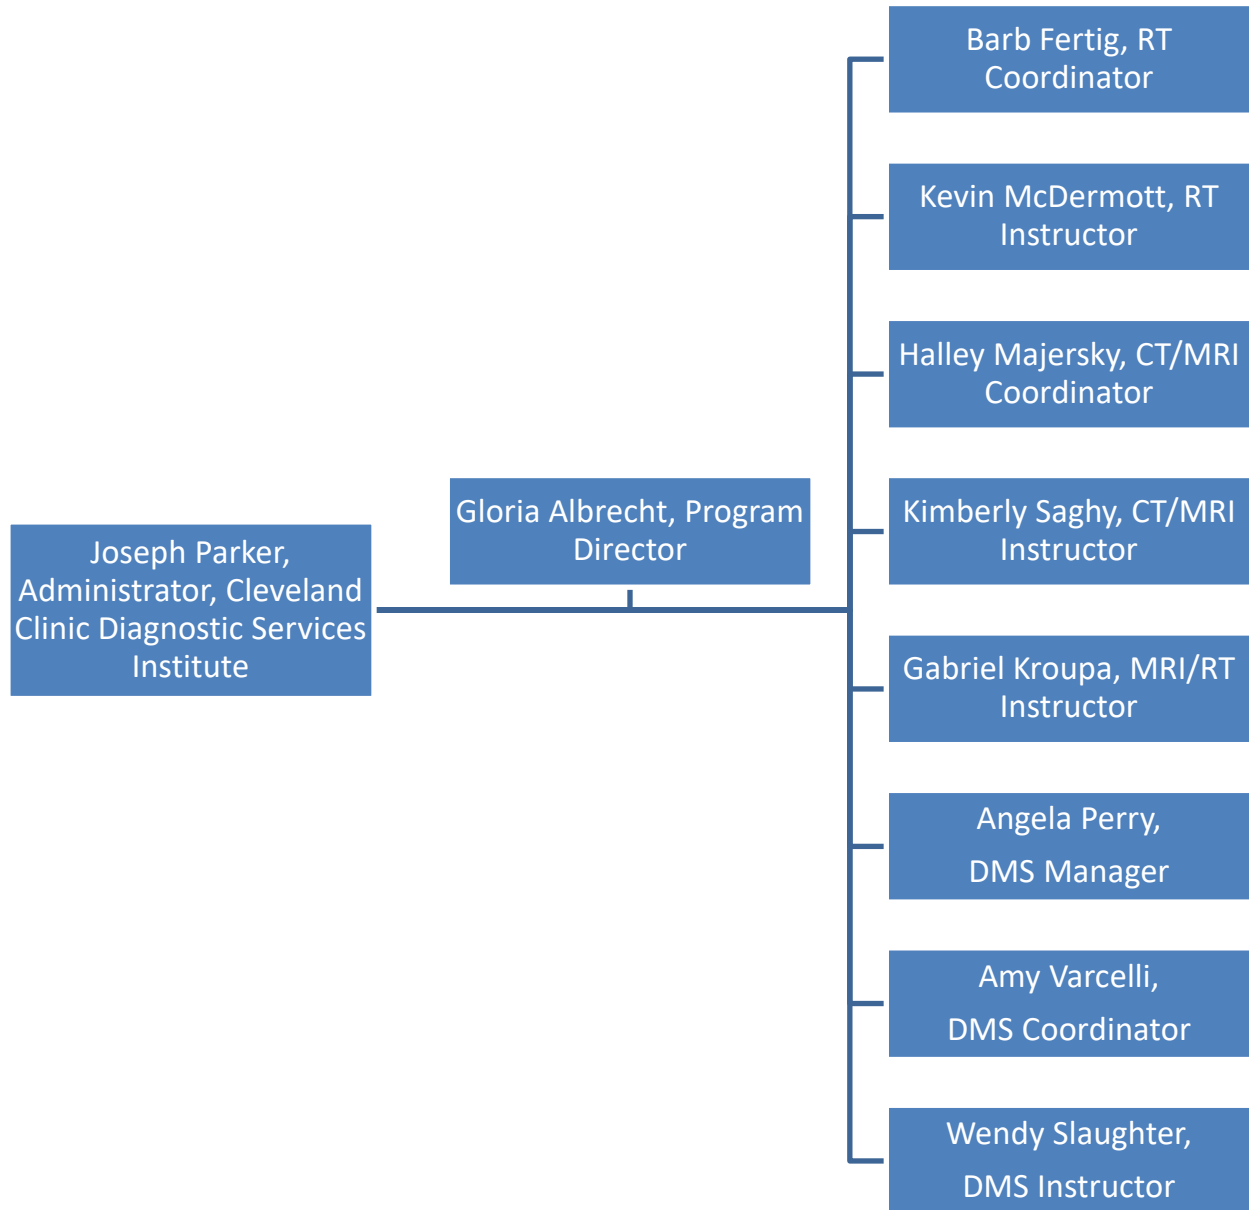 Joseph Parker,
Administrator, Cleveland
Clinic Diagnostic Services
Institute
Gloria Albrecht, Program
Director
Barb Fertig, RT
Coordinator
Kevin McDermott, RT
Instructor
Halley Majersky, CT/MRI
Coordinator
Kimberly Saghy, CT/MRI
Instructor
Gabriel Kroupa, MRI/RT
Instructor
Angela Perry,
DMS Manager
Amy Varcelli,
DMS Coordinator
Wendy Slaughter,
DMS Instructor